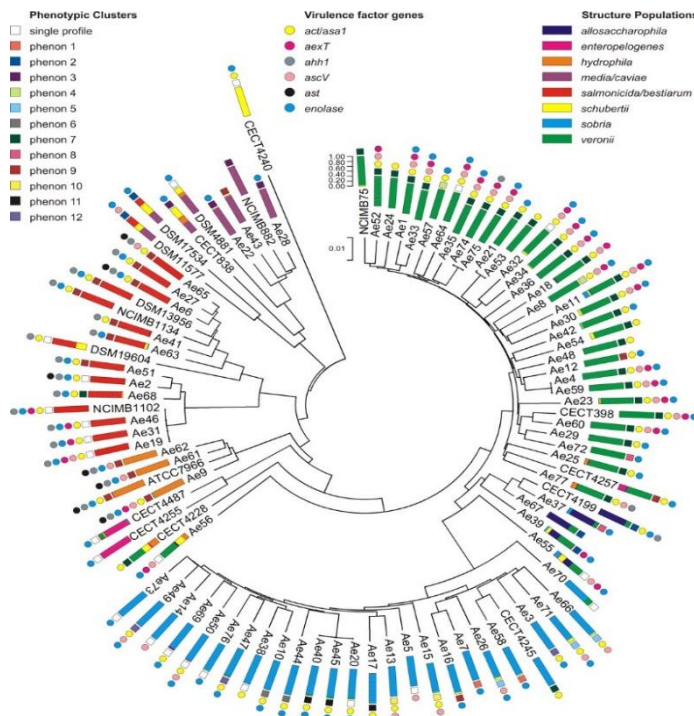 Phenotypic Clusters
single profile
phenon 1
phenon 2
phenon 3
phenon 4
phenon 5
phenon 6
phenon 7
phenon 8
phenon 9
phenon 10
phenon 11
phenon 12
Virulence factor genes
act/asa1
aexT
ahh1
ascV
ast
enolase
Structure Populations
allosaccharophila
enteropelogenes
hydrophila
media/caviae
salmonicida/bestiarum
schubertii
sobria
veronii
1.00
0.80
0.60
0.40
0.20
0.00
0.01
NCIMB75
Ae52
Ae24
Ae1
Ae33
Ae57
Ae64
Ae35
Ae74
Ae75
Ae21
Ae53
Ae32
Ae34
Ae36
Ae18
Ae8
Ae11
Ae30
Ae42
Ae54
Ae48
Ae12
Ae4
Ae59
Ae23
CECT398
Ae60
Ae29
Ae72
Ae25
CECT4257
Ae77
CECT4199
Ae37
Ae67
Ae39
Ae55
Ae70
Ae66
Ae71
Ae3
CECT4245
Ae58
Ae26
Ae7
Ae16
Ae15
Ae5
Ae13
Ae17
Ae20
Ae45
Ae40
Ae44
Ae10
Ae38
Ae47
Ae76
Ae50
Ae69
Ae14
Ae49
Ae73
Ae56
CECT4228
CECT4255
CECT4487
Ae9
ATCC7966
Ae61
Ae62
Ae19
Ae31
Ae46
NCIMB1102
Ae68
Ae2
Ae51
DSM19604
Ae63
Ae41
NCIMB1134
DSM13956
Ae6
Ae27
Ae65
DSM11577
DSM17534
CECT838
DSM4881
Ae22
Ae43
NCIMB882
Ae28
CECT4240